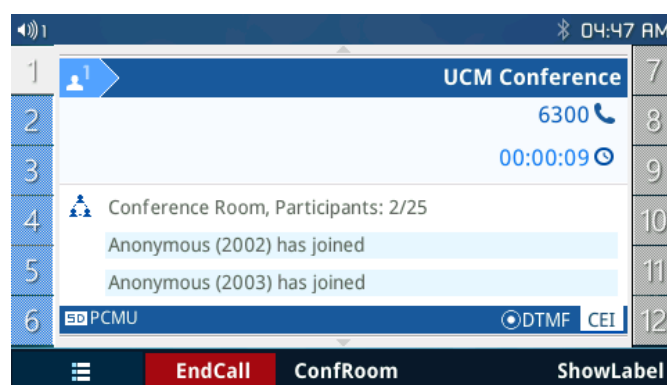 1 04:47 AM
1 1 UCM Conference 7
2 6300 8
3 00:00:09 9
4 Conference Room, Participants: 2/25 10
Anonymous (2002) has joined
5 Anonymous (2003) has joined 11
6 SD PCMU DTMF CEI 12
EndCall ConfRoom ShowLabel